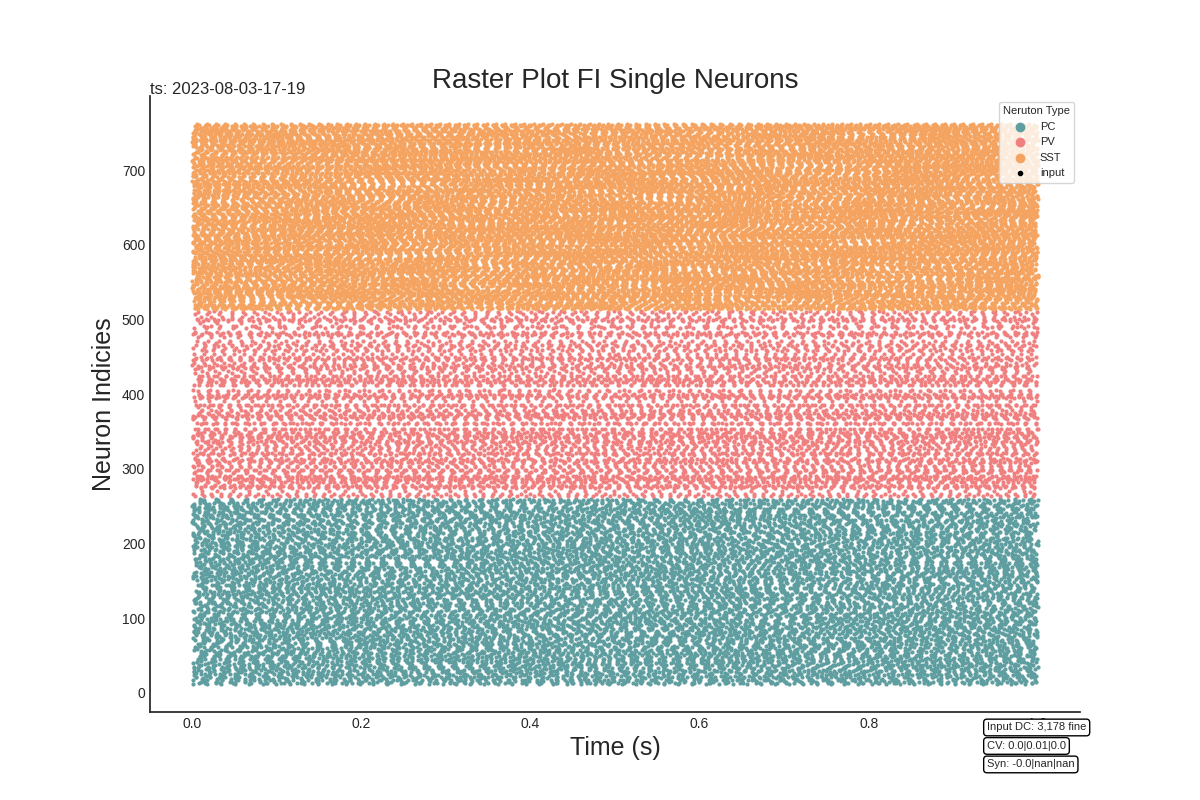 Raster Plot FI Single Neurons
ts: 2023-08-03-17-19
Neruton Type
PC
PV
SST
input
700
600
500
400
300
200
100
0
Neuron Indicies
0.0 0.2 0.4 0.6 0.8
Time (s)
Input DC: 3,178 fine
CV: 0.0|0.01|0.0
Syn: -0.0|nan|nan